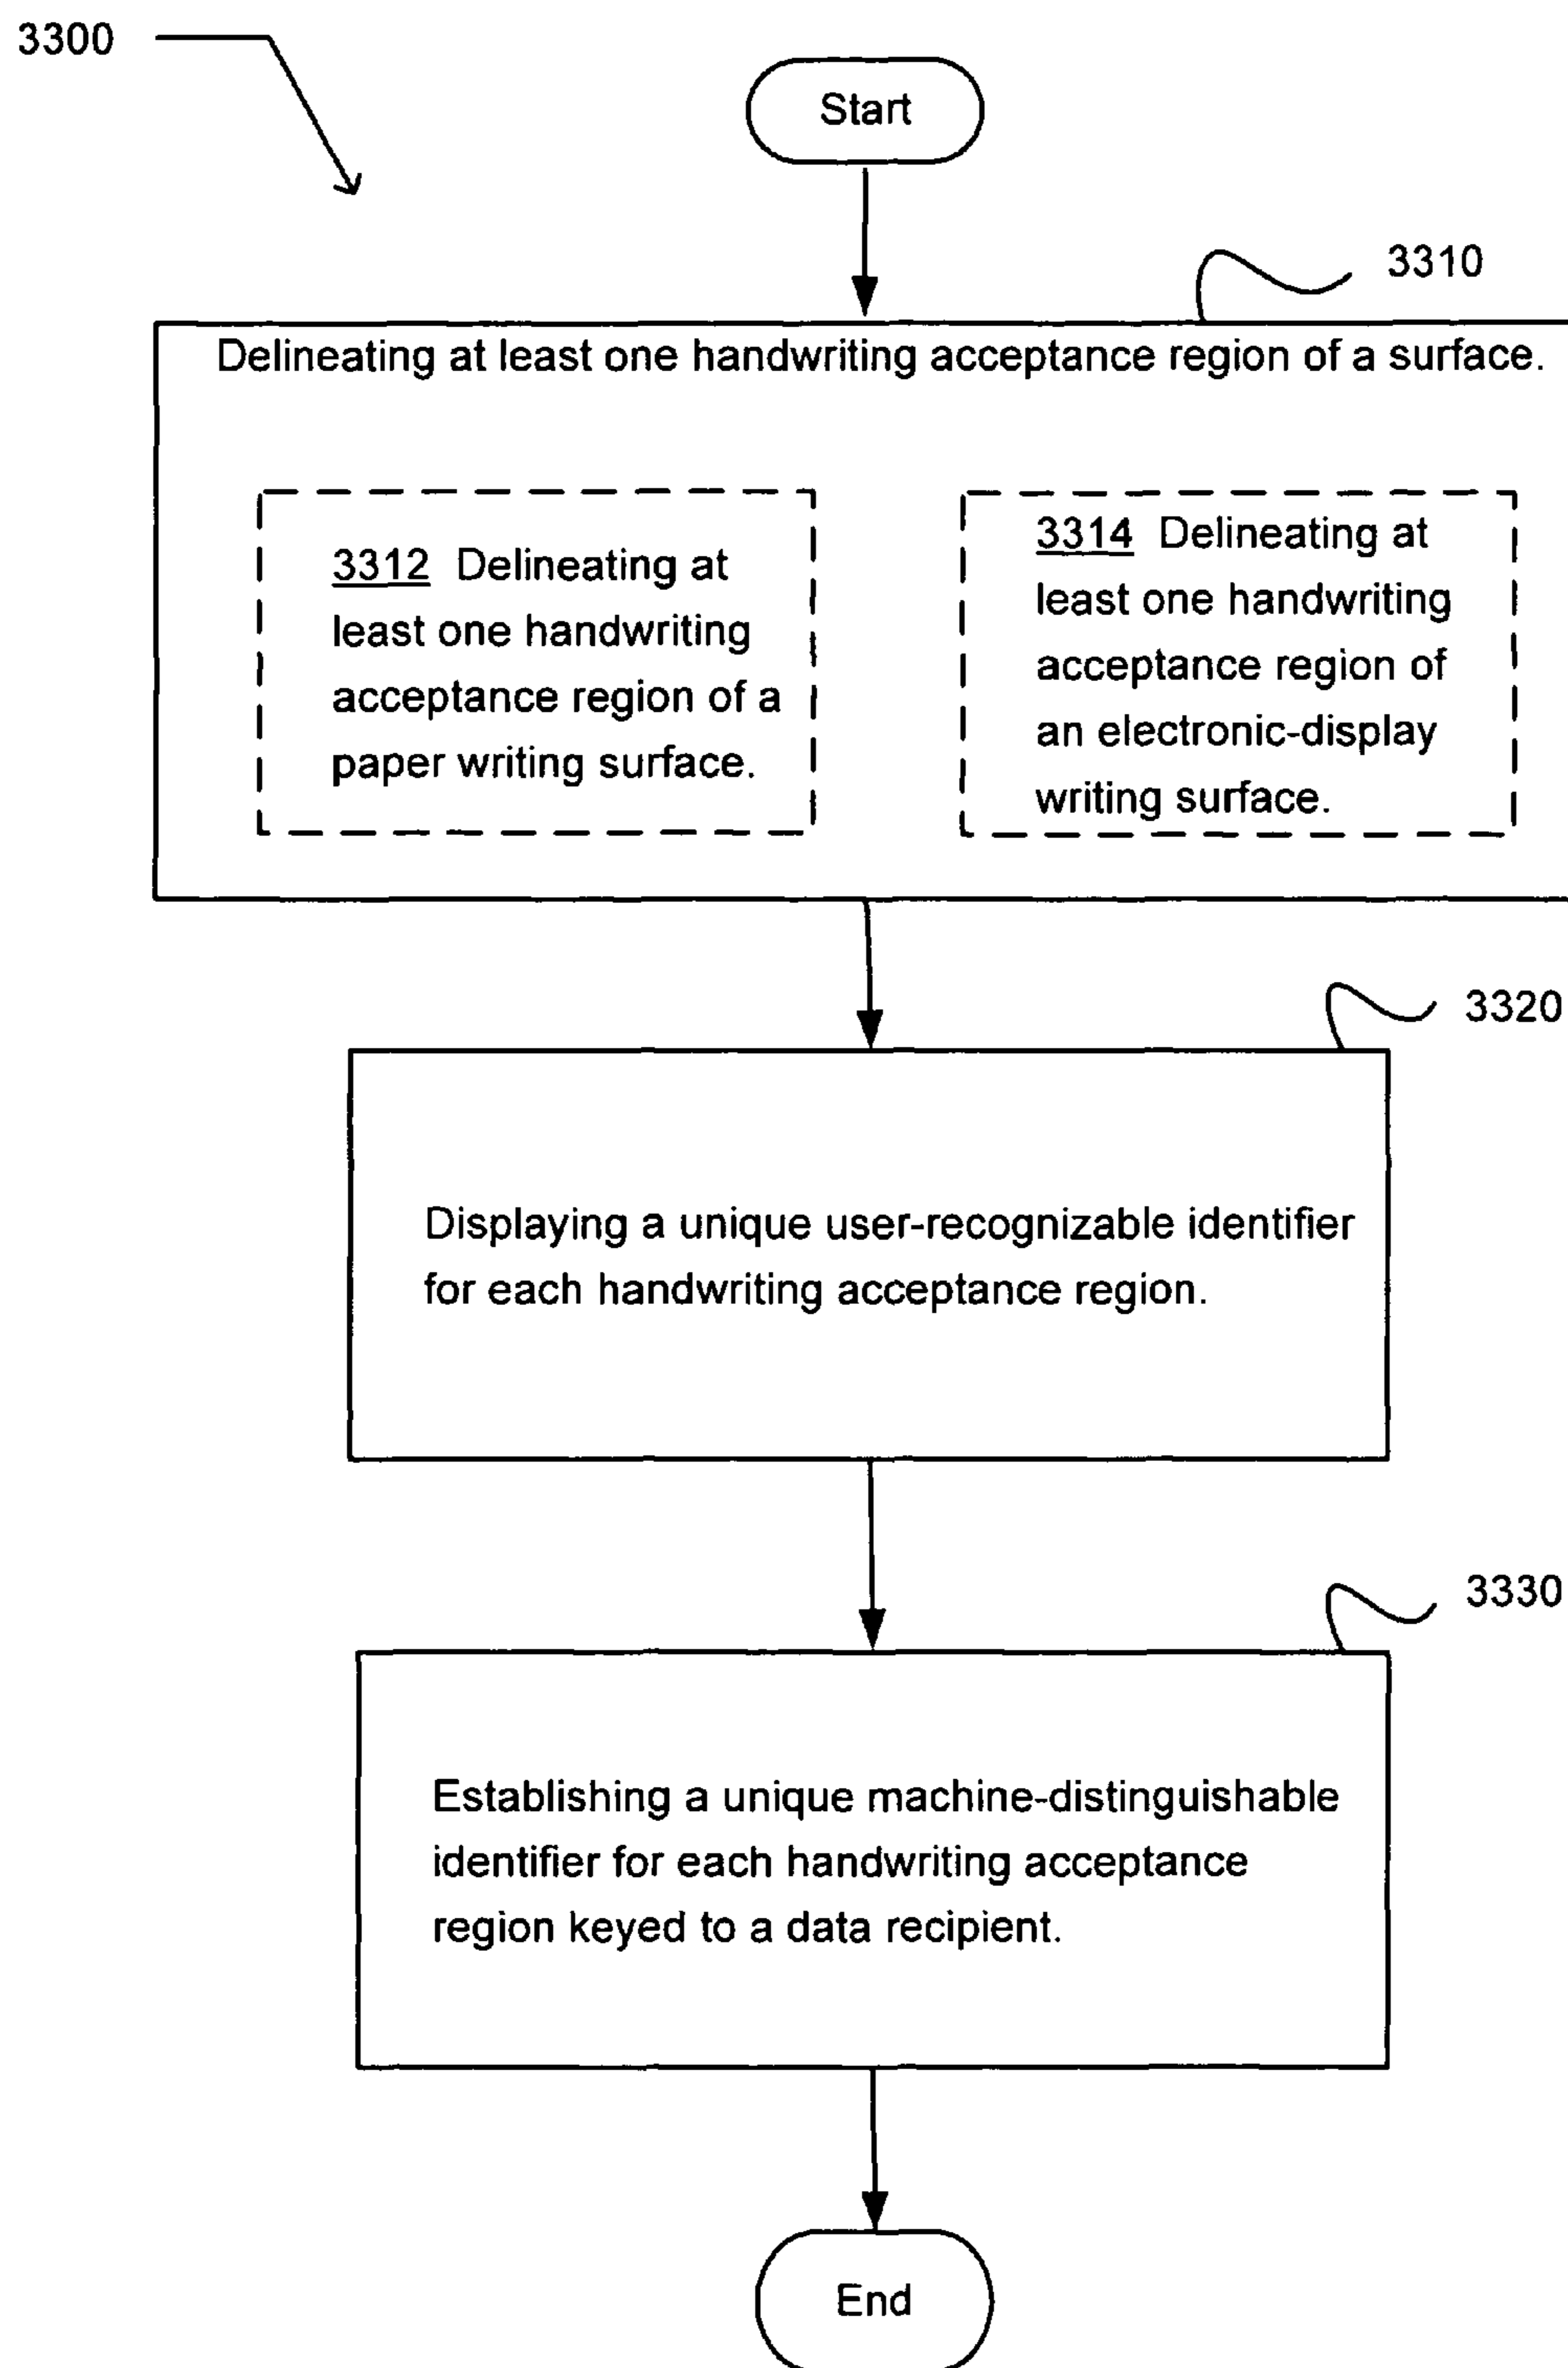 3300
Start
3310
Delineating at least one handwriting acceptance region of a surface.
3312 Delineating at
least one handwriting
acceptance region of a
paper writing surface.
3314 Delineating at
least one handwriting
acceptance region of
an electronic-display
writing surface.
3320
Displaying a unique user-recognizable identifier
for each handwriting acceptance region.
3330
Establishing a unique machine-distinguishable
identifier for each handwriting acceptance
region keyed to a data recipient.
End